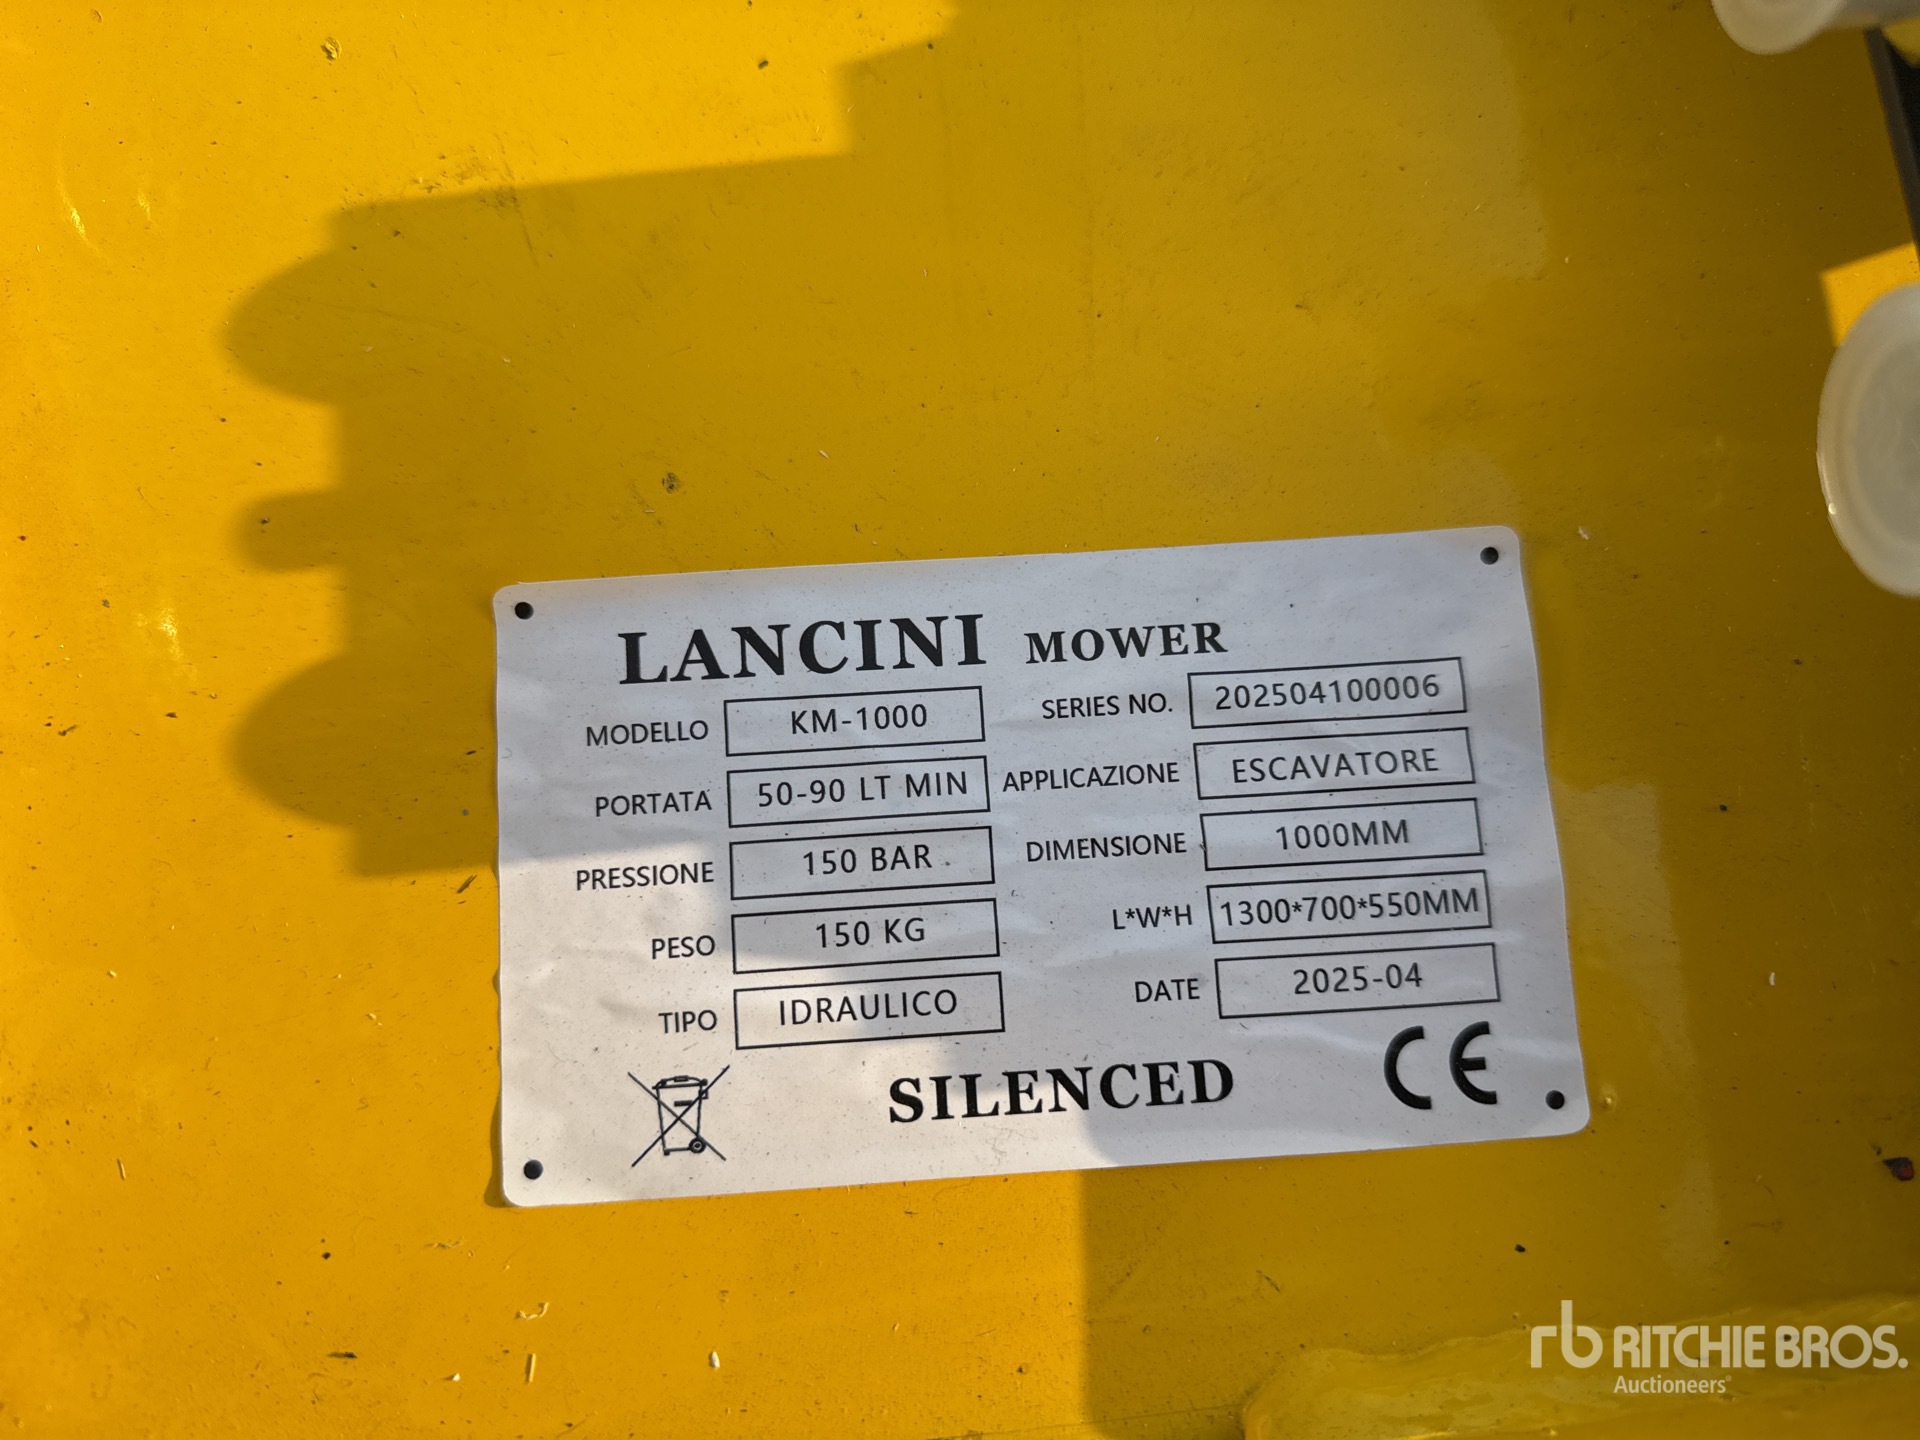 LANCINI MOWER
MODELLO KM-1000 SERIES NO. 202504100006
PORTATA 50-90 LT MIN APPLICAZIONE ESCAVATORE
PRESSIONE 150 BAR DIMENSIONE 1000MM
PESO 150 KG L*W*H 1300*700*550MM
TIPO IDRAULICO DATE 2025-04
SILENCED CE
rb RITCHIE BROS.
Auctioneers